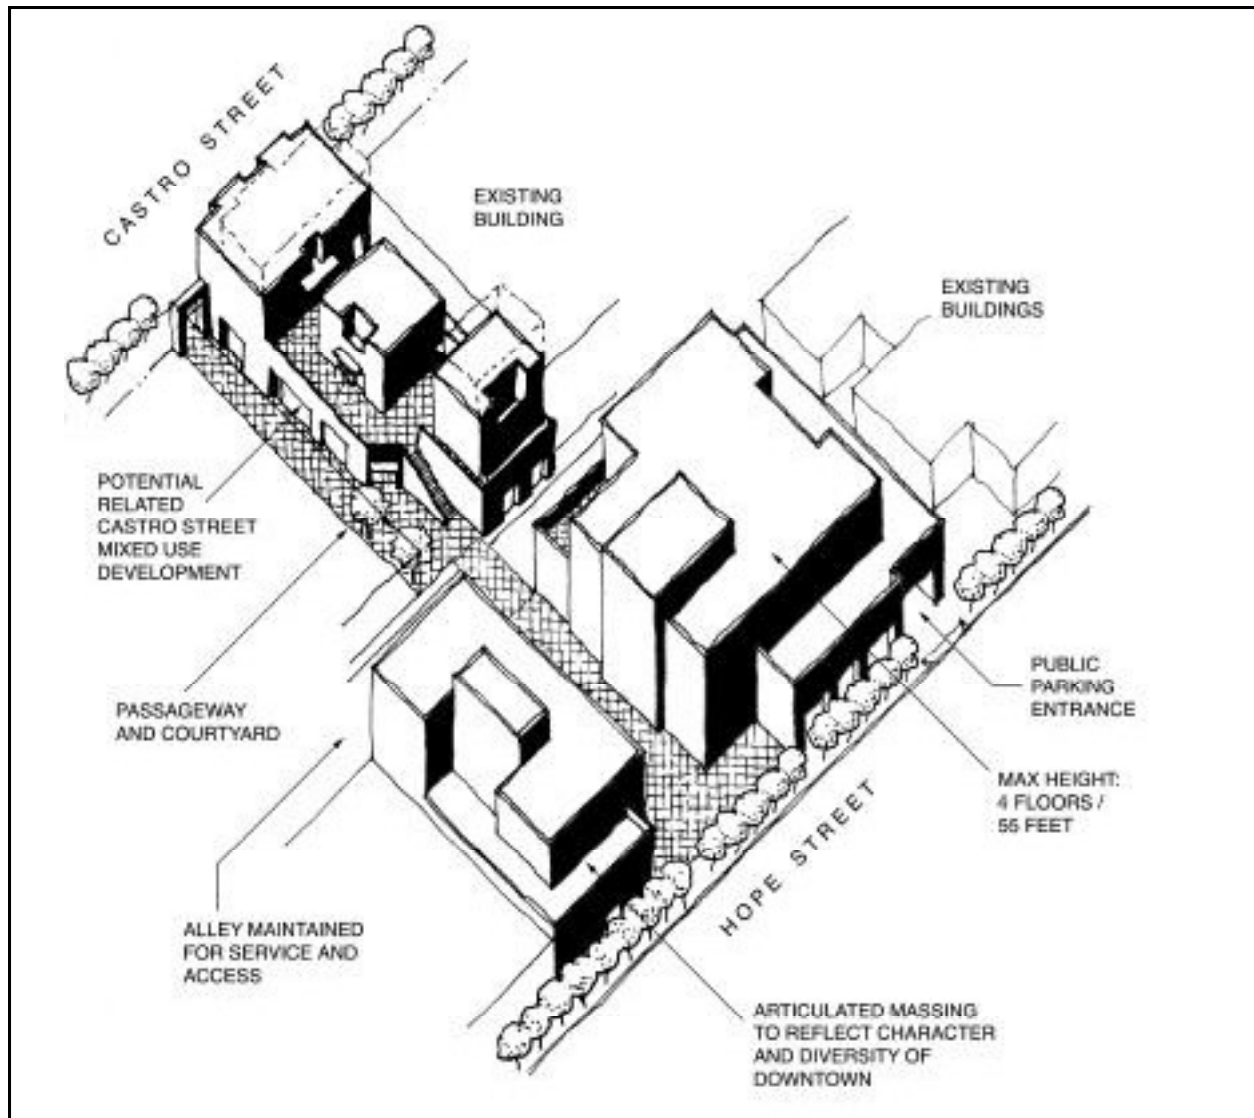 CASTRO STREET
EXISTING
BUILDING
EXISTING
BUILDINGS
POTENTIAL
RELATED
CASTRO STREET
MIXED USE
DEVELOPMENT
PASSAGEWAY
AND COURTYARD
PUBLIC
PARKING
ENTRANCE
MAX HEIGHT:
4 FLOORS /
55 FEET
HOPE STREET
ALLEY MAINTAINED
FOR SERVICE AND
ACCESS
ARTICULATED MASSING
TO REFLECT CHARACTER
AND DIVERSITY OF
DOWNTOWN